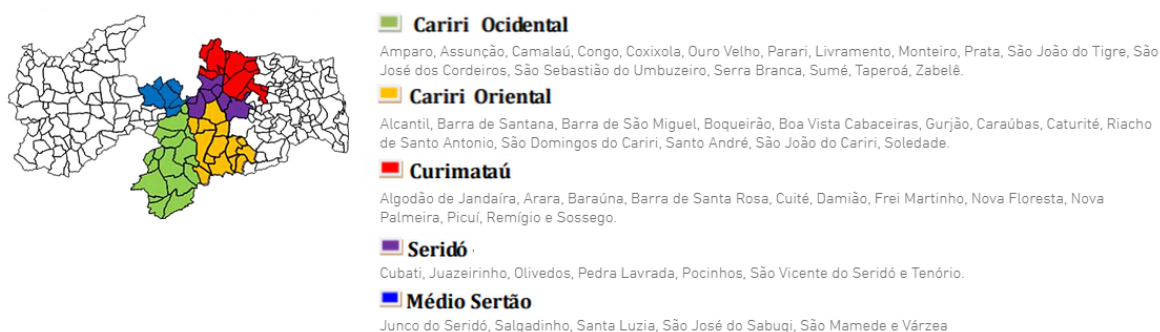 Cariri Ocidental
Amparo, Assunção, Camalaú, Congo, Coxixola, Ouro Velho, Parari, Livramento, Monteiro, Prata, São João do Tigre, São
José dos Cordeiros, São Sebastião do Umbuzeiro, Serra Branca, Sumé, Taperoá, Zabelê.
Cariri Oriental
Alcantil, Barra de Santana, Barra de São Miguel, Boqueirão, Boa Vista Cabaceiras, Gurjão, Caraúbas, Caturité, Riacho
de Santo Antonio, São Domingos do Cariri, Santo André, São João do Cariri, Soledade.
Curimataú
Algodão de Jandaíra, Arara, Baraúna, Barra de Santa Rosa, Cuité, Damião, Frei Martinho, Nova Floresta, Nova
Palmeira, Picuí, Remígio e Sossego.
Seridó
Cubati, Juazeirinho, Olivedos, Pedra Lavrada, Pocinhos, São Vicente do Seridó e Tenório.
Médio Sertão
Junco do Seridó, Salgadinho, Santa Luzia, São José do Sabugi, São Mamede e Várzea